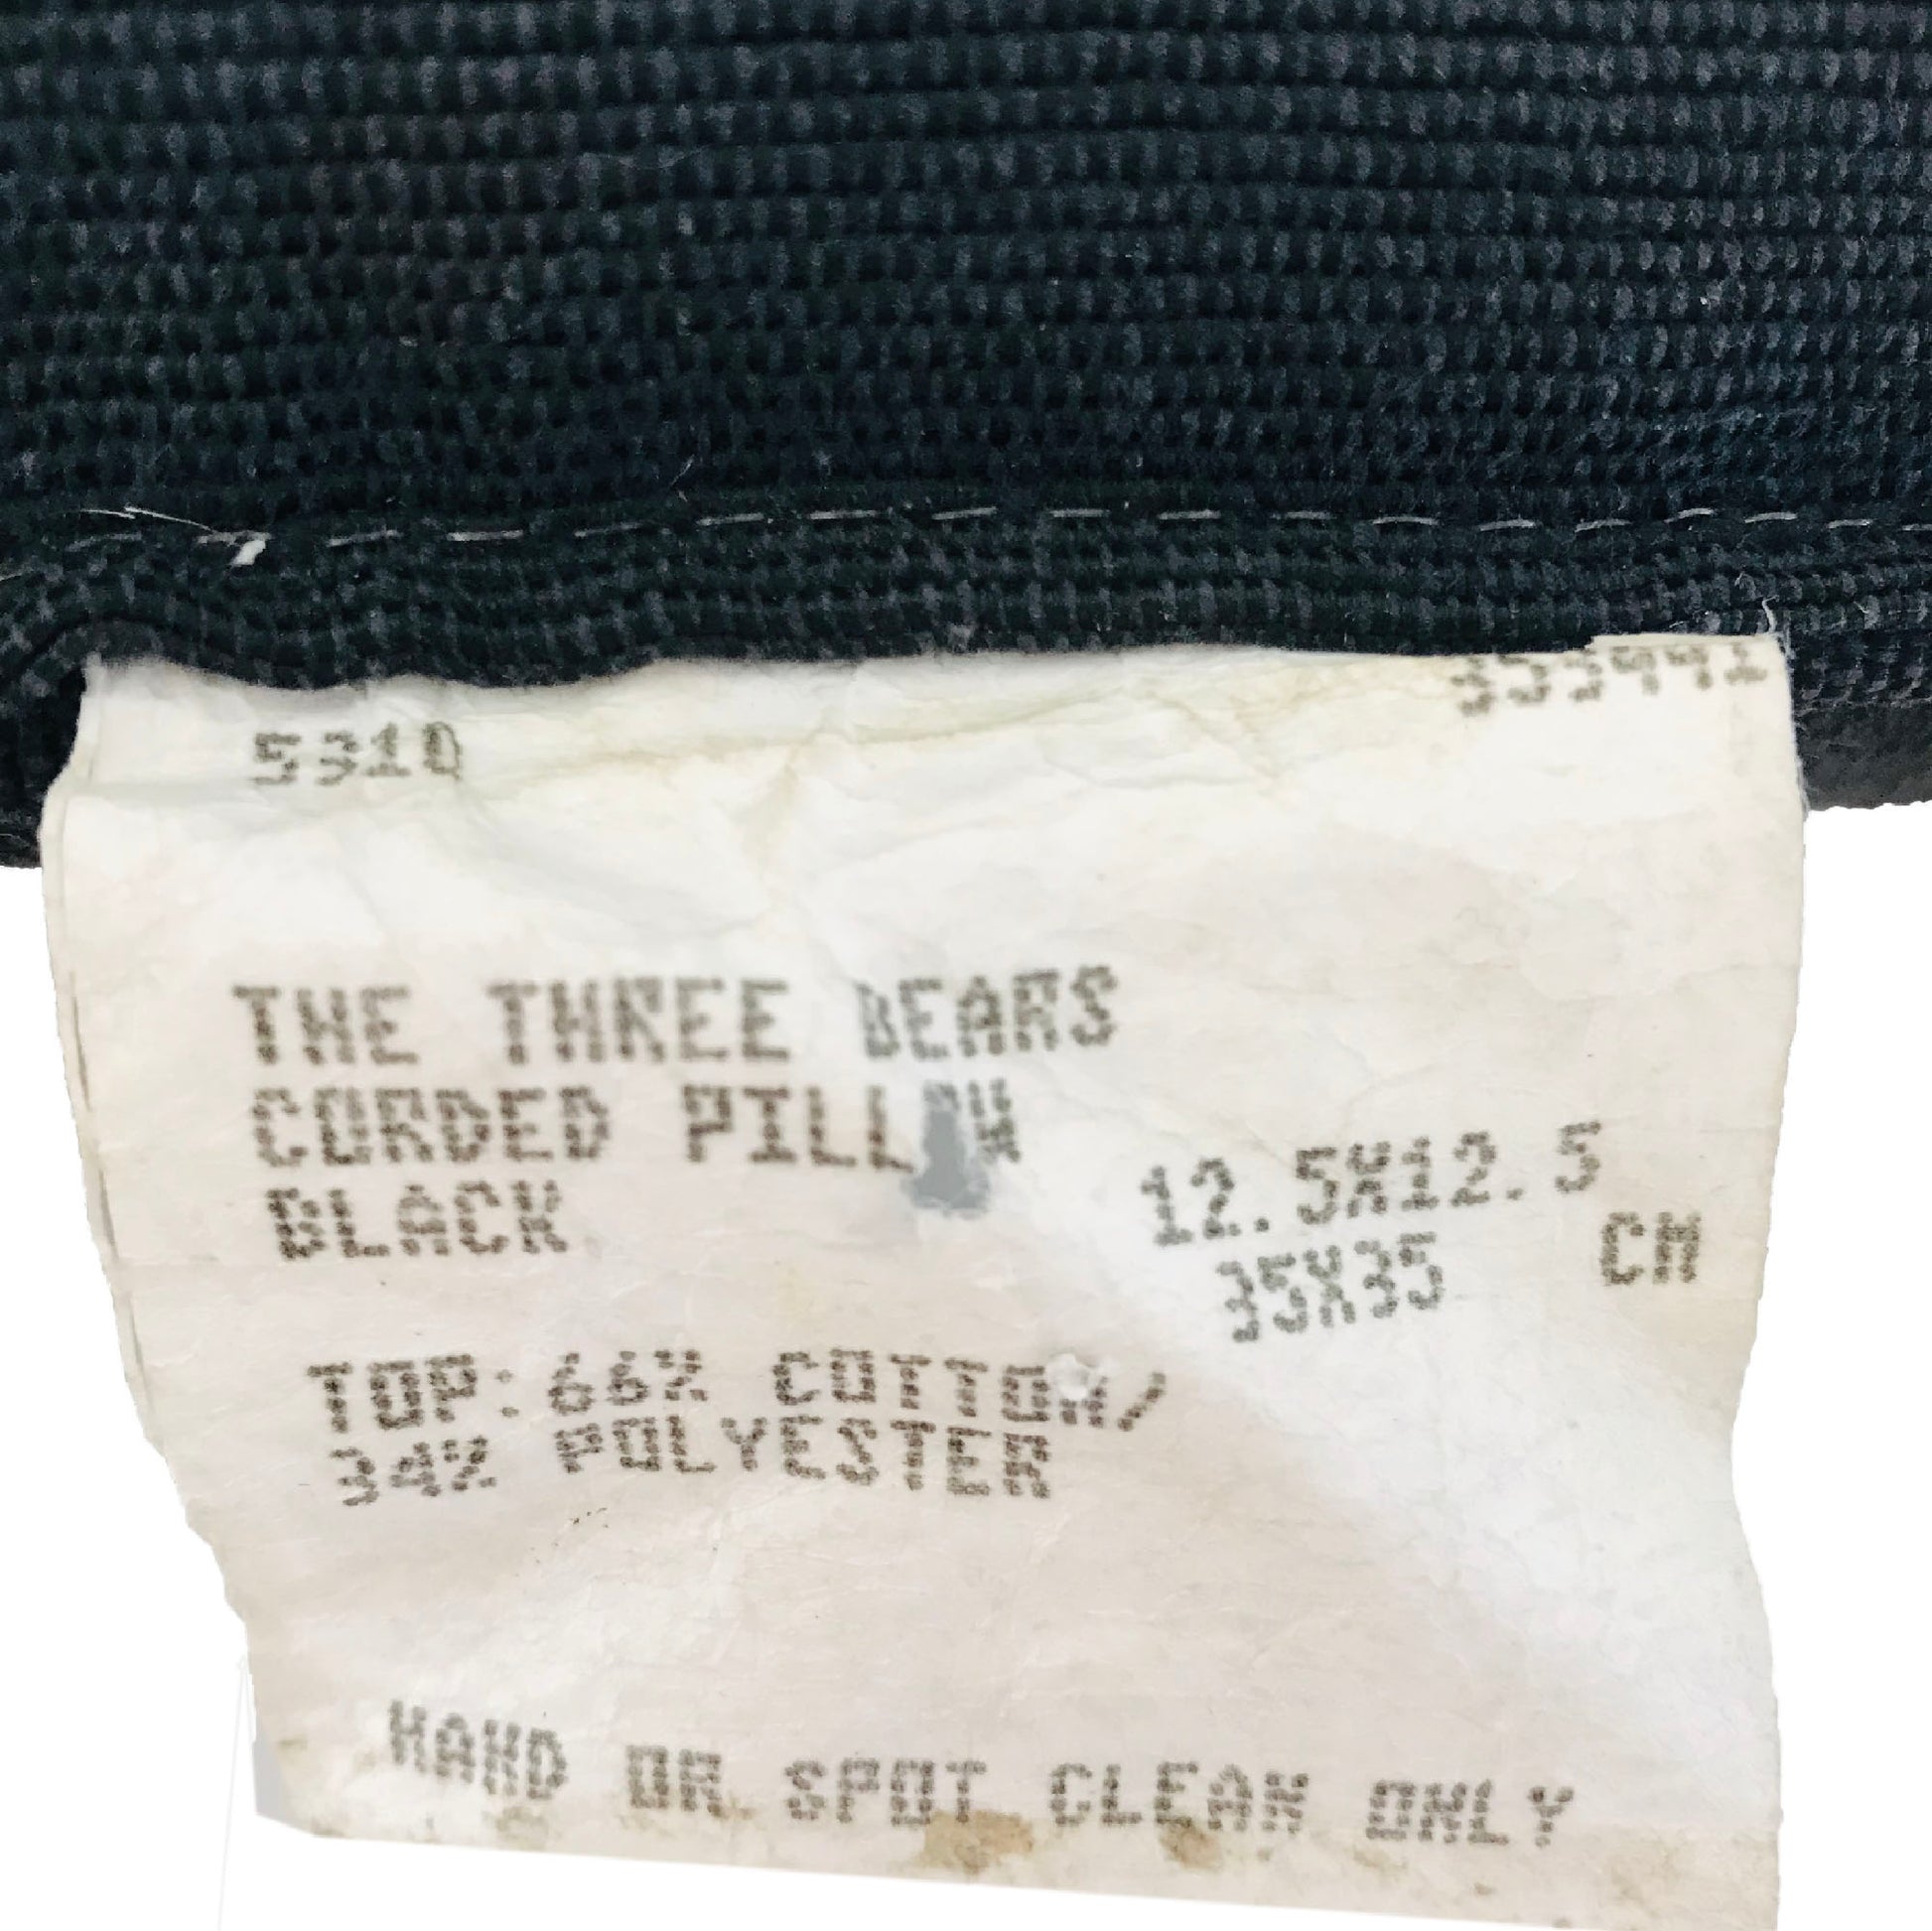 5310
THE THREE BEARS
CORDED PILLOW
BLACK
12.5X12.5
35X35 CM
TOP:66% COTTON/
34% POLYESTER
HAND OR SPOT CLEAN ONLY